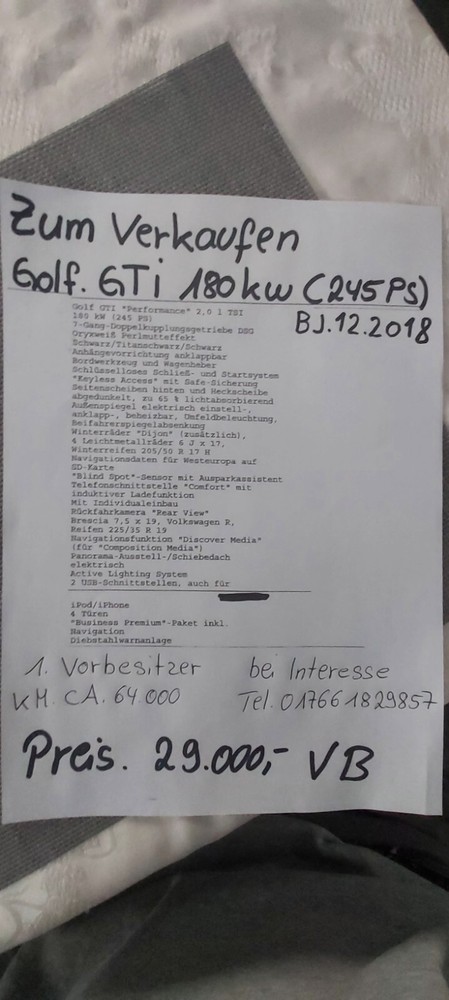 Zum Verkaufen
Golf. GTi 180kw (245PS)
BJ.12.2018
Golf GTI "Performance" 2,0 l TSI
180 kW (245 PS)
7-Gang-Doppelkupplungsgetriebe DSG
Oryxweiß Perlmutteffekt
Schwarz/Titanschwarz/Schwarz
Anhängevorrichtung anklappbar
Bordwerkzeug und Wagenheber
Schlüsselloses Schließ- und Startsystem
"Keyless Access" mit Safe-Sicherung
Seitenscheiben hinten und Heckscheibe
abgedunkelt, zu 65 % lichtabsorbierend
Außenspiegel elektrisch einstell-,
anklapp-, beheizbar, Umfeldbeleuchtung,
Beifahrerspiegelabsenkung
Winterräder "Dijon" (zusätzlich),
4 Leichtmetallräder 6 J x 17,
Winterreifen 205/50 R 17 H
Navigationsdaten für Westeuropa auf
SD-Karte
"Blind Spot"-Sensor mit Ausparkassistent
Telefonschnittstelle "Comfort" mit
induktiver Ladefunktion
Mit Individualeinbau
Rückfahrkamera "Rear View"
Brescia 7,5 x 19, Volkswagen R,
Reifen 225/35 R 19
Navigationsfunktion "Discover Media"
(für "Composition Media")
Panorama-Ausstell-/Schiebedach
elektrisch
Active Lighting System
2 USB-Schnittstellen, auch für
iPod/iPhone
4 Türen
"Business Premium"-Paket inkl.
Navigation
Diebstahlwarnanlage
1. Vorbesitzer bei Interesse
KM. CA. 64.000 Tel. 017661829857
Preis. 29.000,- VB